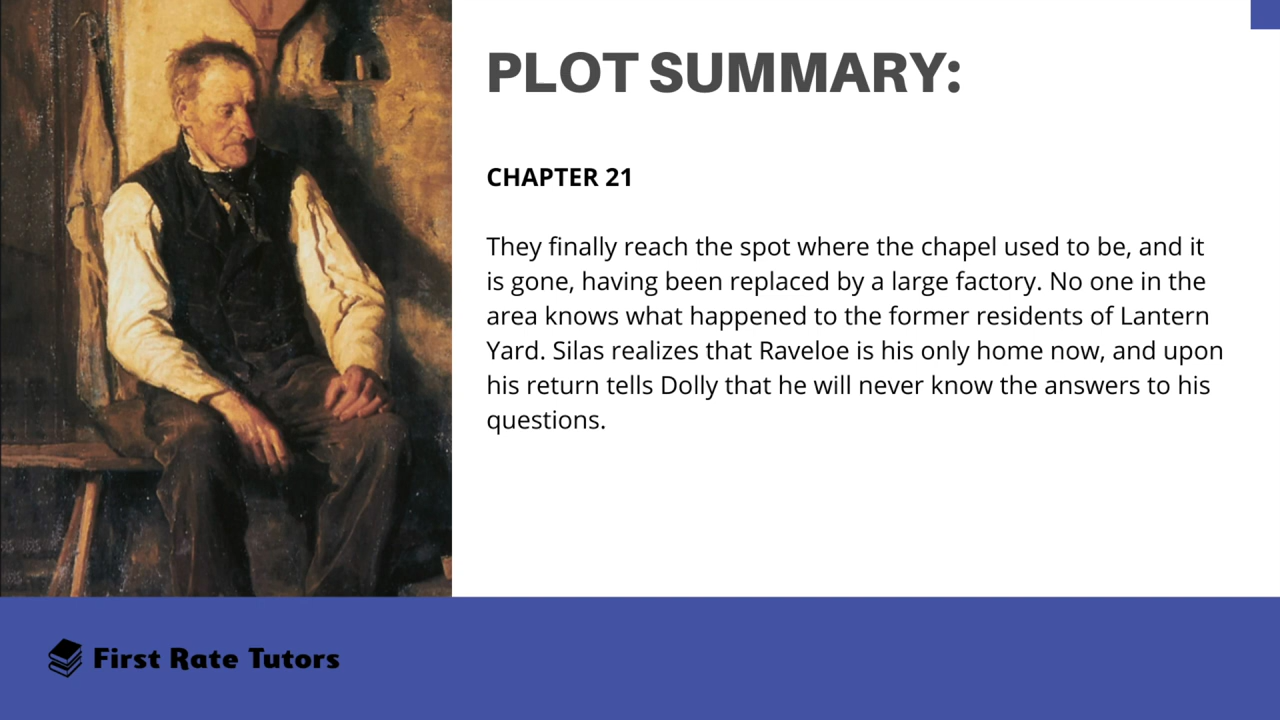 PLOT SUMMARY:
CHAPTER 21
They finally reach the spot where the chapel used to be, and it
is gone, having been replaced by a large factory. No one in the
area knows what happened to the former residents of Lantern
Yard. Silas realizes that Raveloe is his only home now, and upon
his return tells Dolly that he will never know the answers to his
questions.
First Rate Tutors